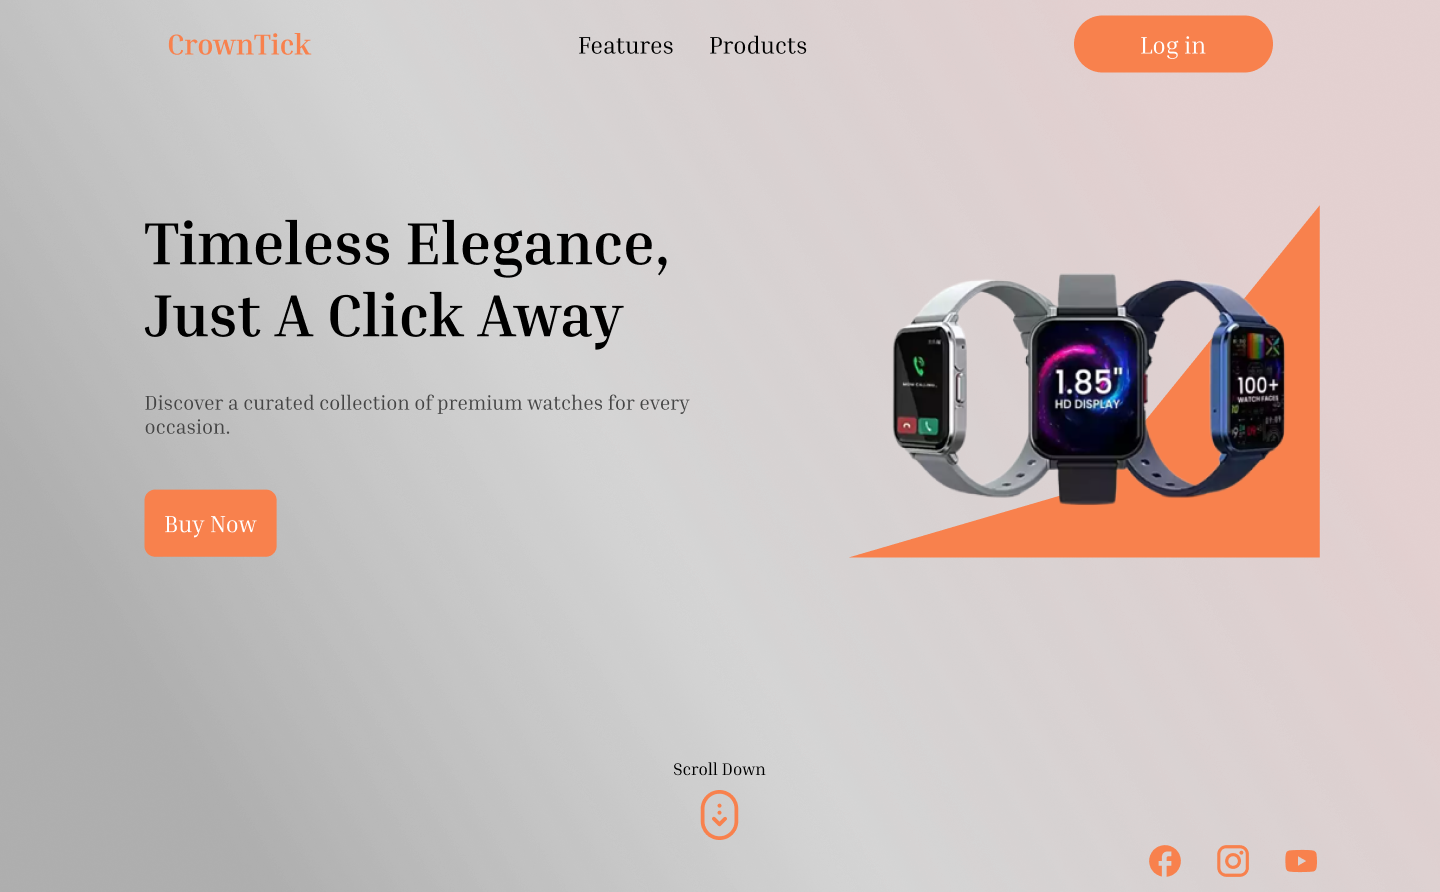 CrownTick
Features
Products
Log in
Timeless Elegance,
Just A Click Away
Discover a curated collection of premium watches for every
occasion.
Buy Now
1.85"
HD DISPLAY
100+
WATCH FACES
Scroll Down